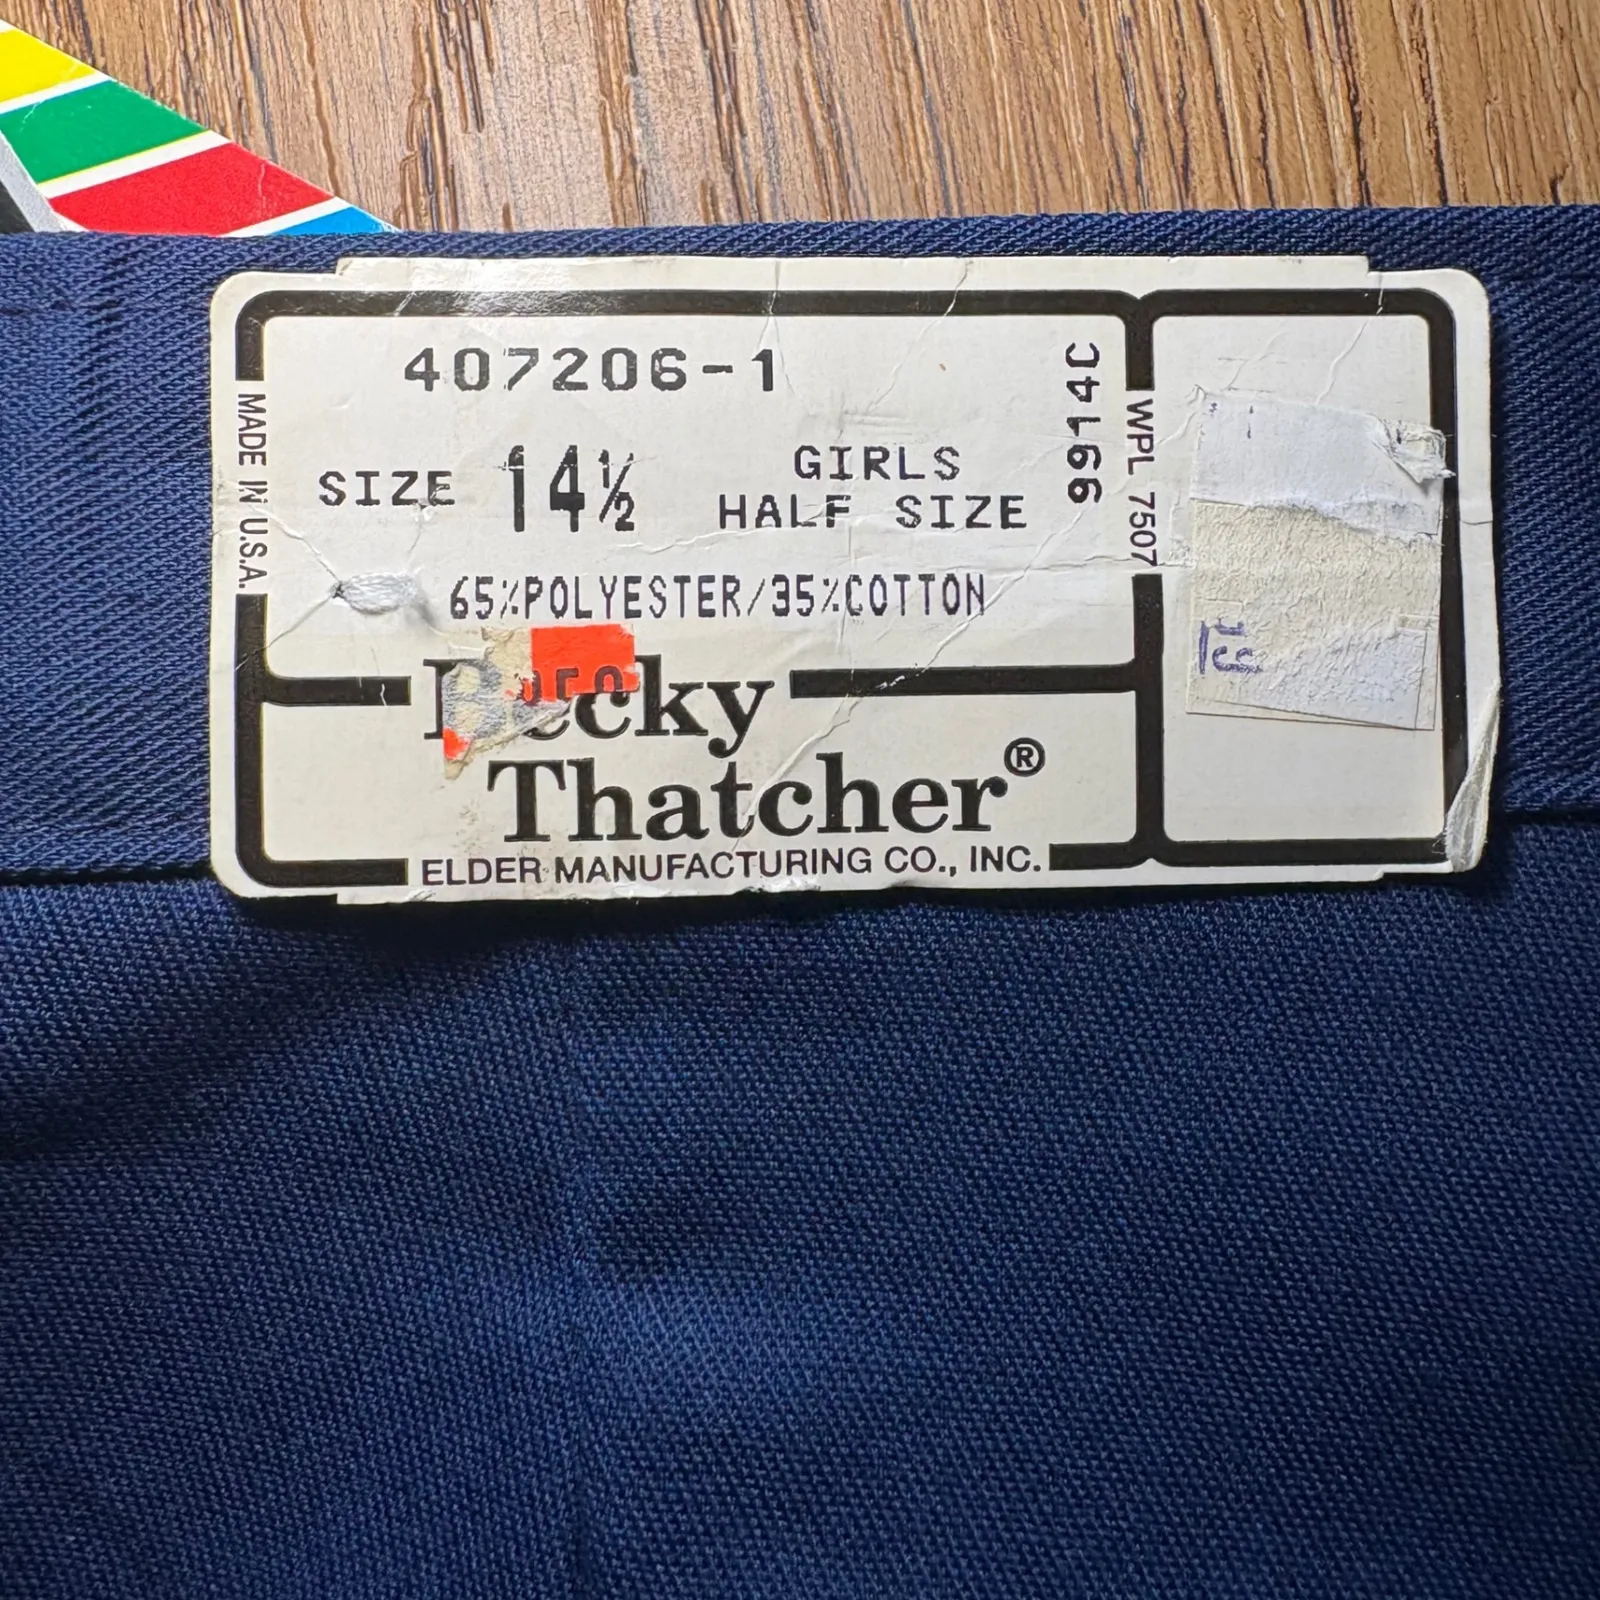 407206-1
SIZE 14½ GIRLS
HALF SIZE
65%POLYESTER/35%COTTON
Becky
Thatcher®
ELDER MANUFACTURING CO., INC.
MADE IN U.S.A.
9914C
WPL 7507